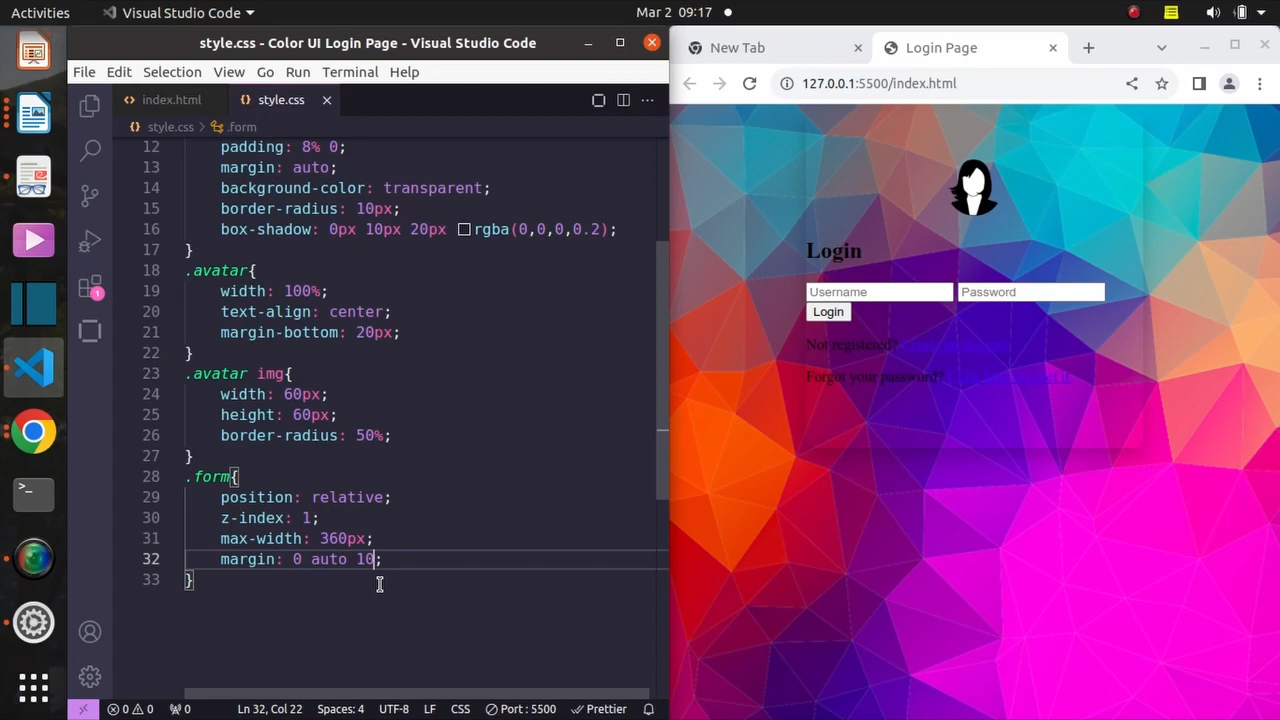 Activities
Visual Studio Code
Mar 2 09:17
style.css - Color UI Login Page - Visual Studio Code
File Edit Selection View Go Run Terminal Help
index.html
style.css
style.css > .form
12 padding: 8% 0;
13 margin: auto;
14 background-color: transparent;
15 border-radius: 10px;
16 box-shadow: 0px 10px 20px rgba(0,0,0,0.2);
17 }
18 .avatar{
19 width: 100%;
20 text-align: center;
21 margin-bottom: 20px;
22 }
23 .avatar img{
24 width: 60px;
25 height: 60px;
26 border-radius: 50%;
27 }
28 .form{
29 position: relative;
30 z-index: 1;
31 max-width: 360px;
32 margin: 0 auto 10;
33 }
1
0 0 0 Ln 32, Col 22 Spaces: 4 UTF-8 LF CSS Port : 5500 Prettier
New Tab
Login Page
127.0.0.1:5500/index.html
Login
Username Password
Login
Not registered?
Forgot your password?